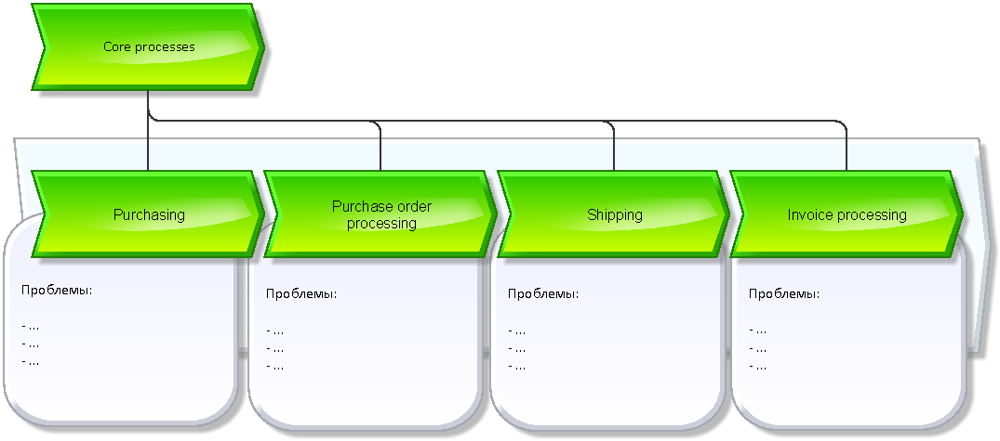 Core processes
Purchasing
Purchase order
processing
Shipping
Invoice processing
Проблемы:
- ...
- ...
- ...
Проблемы:
- ...
- ...
- ...
Проблемы:
- ...
- ...
- ...
Проблемы:
- ...
- ...
- ...